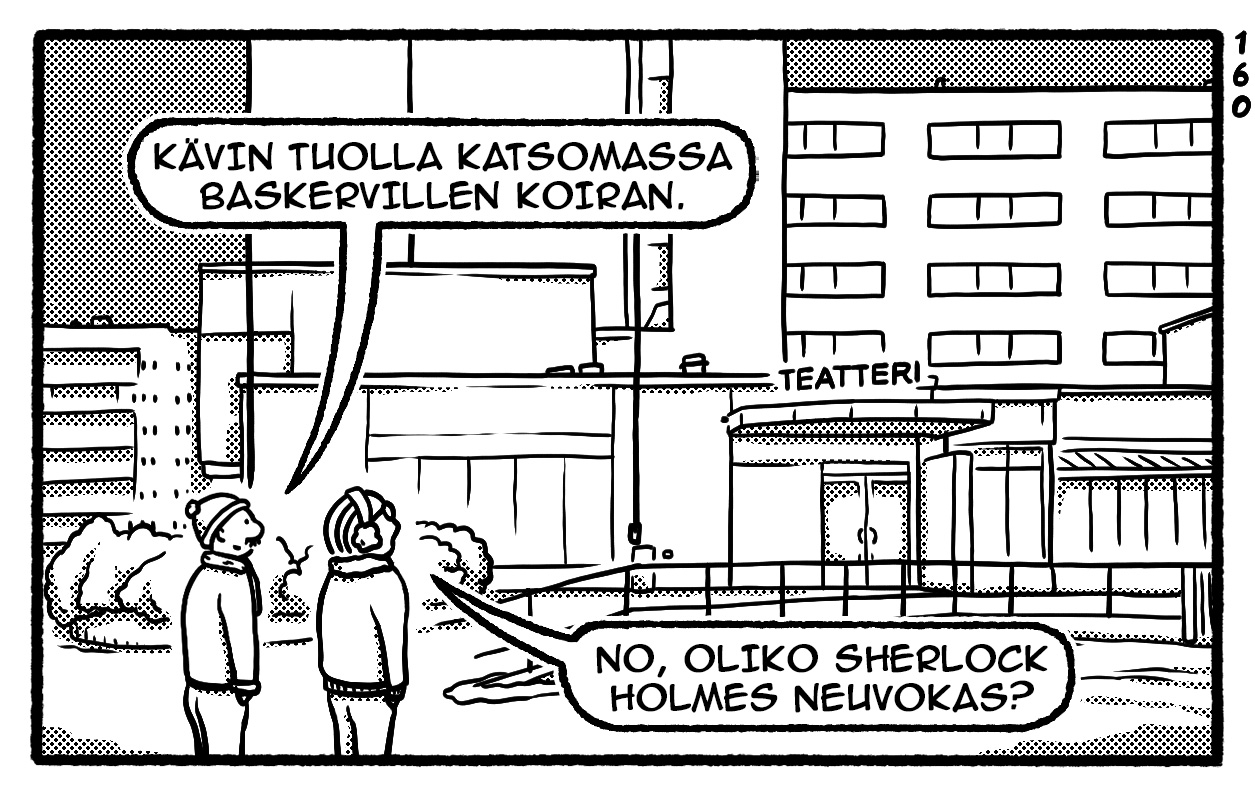 KÄVIN TUOLLA KATSOMASSA
BASKERVILLEN KOIRAN.
TEATTERI
NO, OLIKO SHERLOCK
HOLMES NEUVOKAS?
160